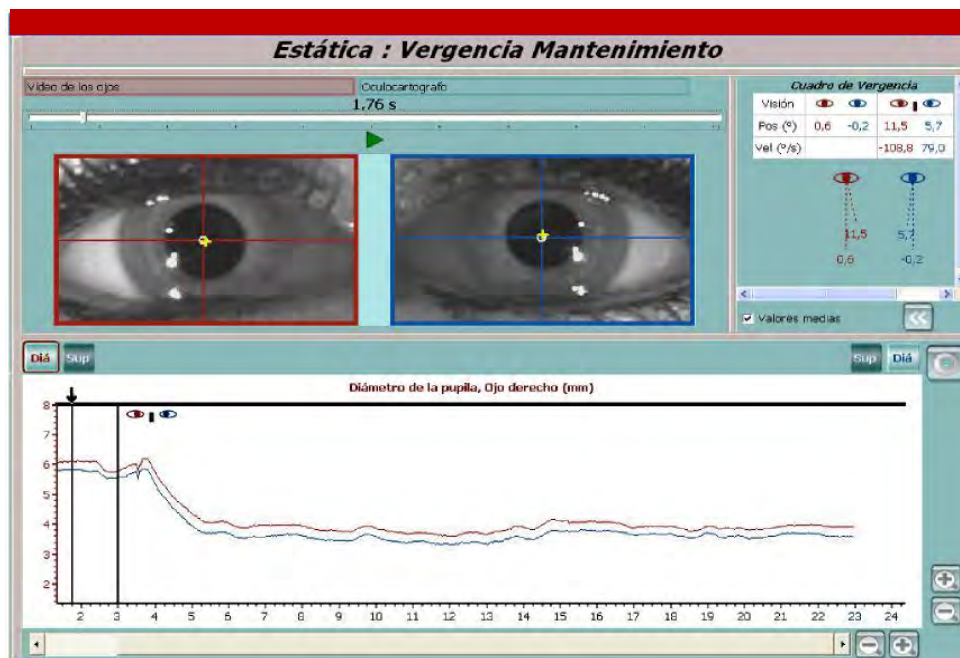 Estática : Vergencia Mantenimiento
Vídeo de los ojos
Oculocartografo
1,76 s
Cuadro de Vergencia
Visión
Pos (º) 0,6 -0,2 11,5 5,7
Vel (º/s) -108,8 79,0
11,5 5,7
0,6 -0,2
Valores medias
Diá Sup Sup Diá
Diámetro de la pupila, Ojo derecho (mm)
8
7
6
5
4
3
2
2 3 4 5 6 7 8 9 10 11 12 13 14 15 16 17 18 19 20 21 22 23 24